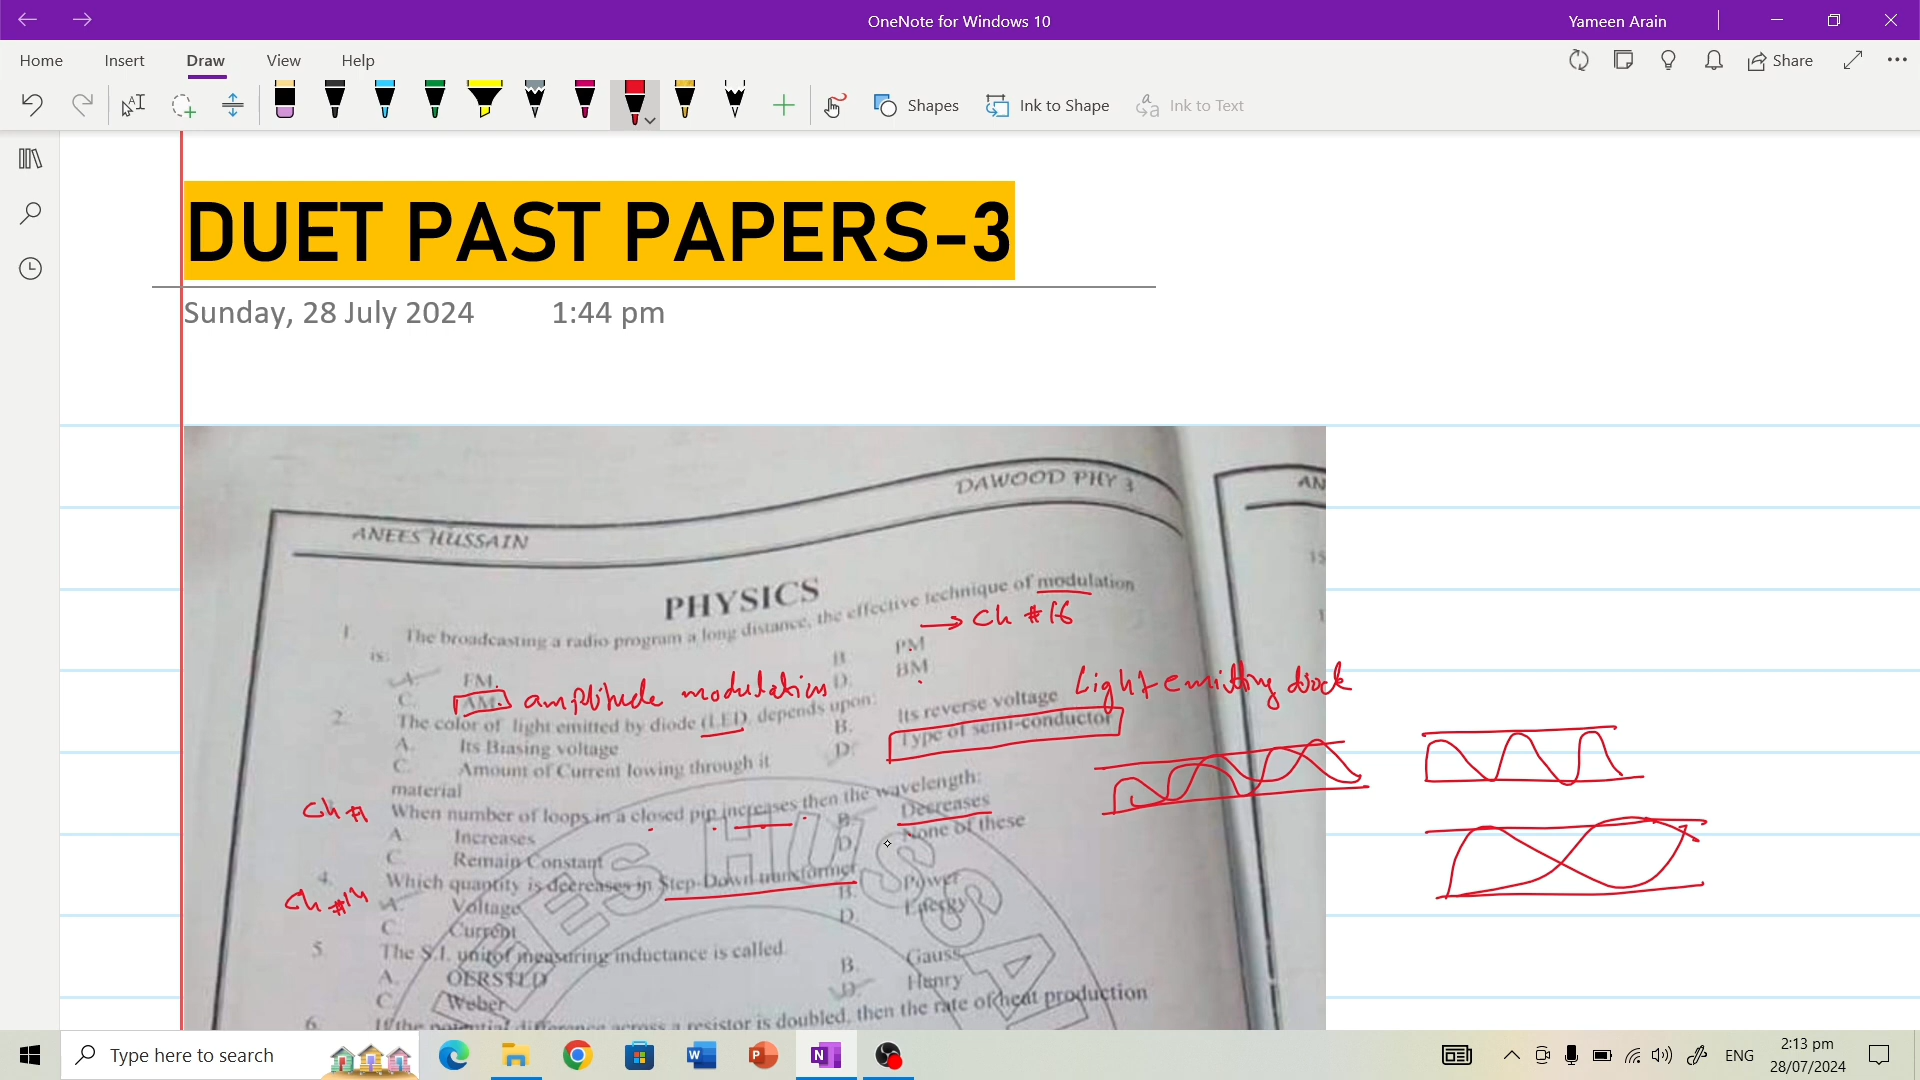 OneNote for Windows 10
Yameen Arain
Home Insert Draw View Help
Share
Shapes
Ink to Shape
Ink to Text
DUET PAST PAPERS-3
Sunday, 28 July 2024 1:44 pm
DAWOOD PHY 3
AN
ANEES HUSSAIN
PHYSICS
1. The broadcasting a radio program a long distance, the effective technique of modulation
is:
→ Ch #16
A. FM. B. PM
C. AM. D. BM
amplitude modulation
Light emitting diode
2. The color of light emitted by diode (LED, depends upon:
A. Its Biasing voltage B. Its reverse voltage
C. Amount of Current lowing through it D. Type of semi-conductor
material
Ch #
When number of loops in a closed pip increases then the wavelength:
A. Increases B. Decreases
C. Remain Constant D. None of these
Ch #14
4. Which quantity is decreases in Step-Down transformer
A. Voltage B. Power
C. Current D. Energy
5. The S.I. unitof measuring inductance is called.
A. OERSTED B. Gauss
C. Weber D. Henry
6. If the potential difference across a resistor is doubled, then the rate of heat production
Type here to search
ENG
2:13 pm
28/07/2024